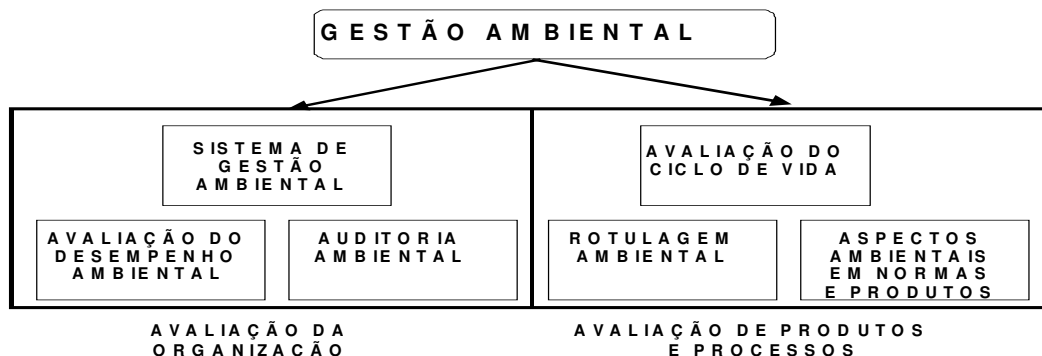 GESTÃO AMBIENTAL
SISTEMA DE
GESTÃO
AMBIENTAL
AVALIAÇÃO DO
CICLO DE VIDA
AVALIAÇÃO DO
DESEMPENHO
AMBIENTAL
AUDITORIA
AMBIENTAL
ROTULAGEM
AMBIENTAL
ASPECTOS
AMBIENTAIS
EM NORMAS
E PRODUTOS
AVALIAÇÃO DA
ORGANIZAÇÃO
AVALIAÇÃO DE PRODUTOS
E PROCESSOS